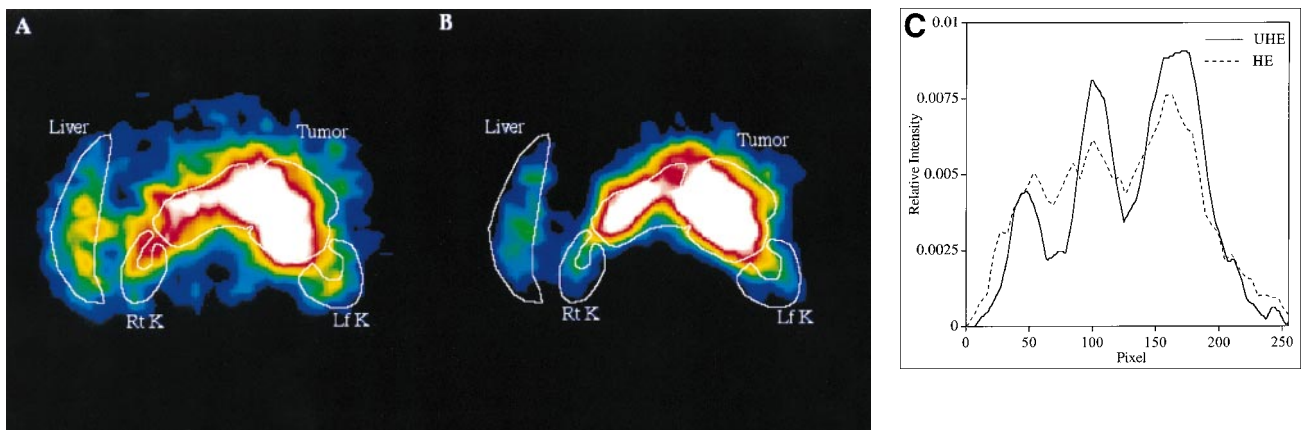 A
B
Liver
Tumor
Rt K
Lf K
Liver
Tumor
Rt K
Lf K
C
UHE
HE
Relative Intensity
0.01
0.0075
0.005
0.0025
0
0 50 100 150 200 250
Pixel